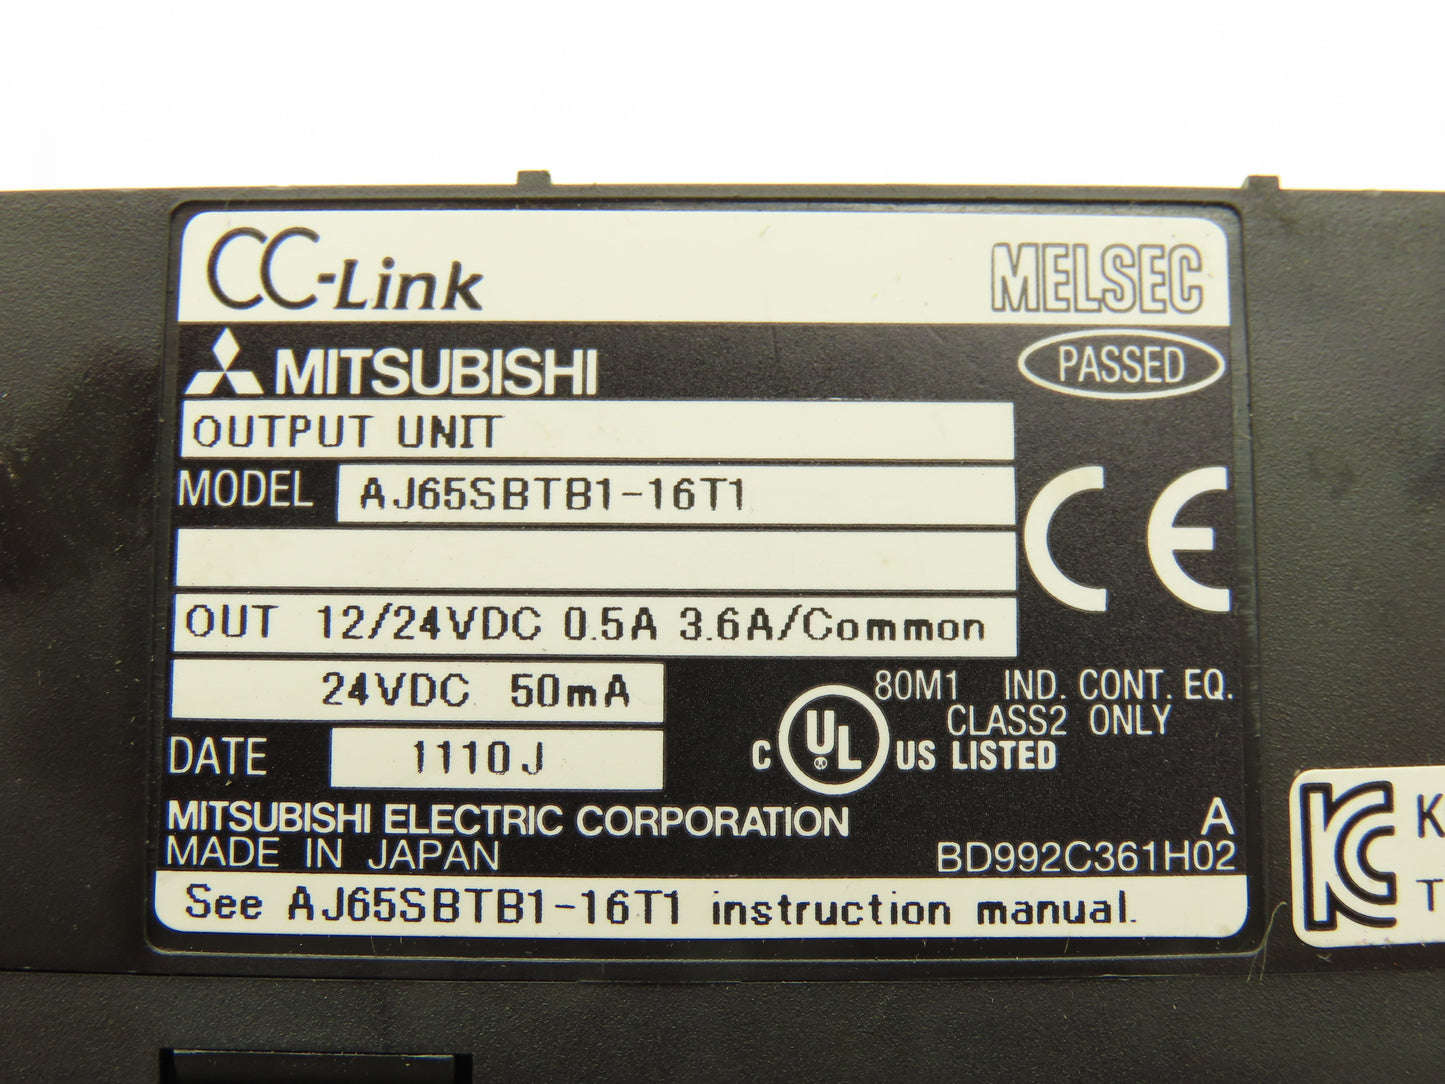 CC-Link MELSEC
MITSUBISHI PASSED
OUTPUT UNIT
MODEL AJ65SBTB1-16T1
CE
OUT 12/24VDC 0.5A 3.6A/Common
24VDC 50mA
80M1 IND. CONT. EQ.
CLASS2 ONLY
C UL US LISTED
DATE 1110J
MITSUBISHI ELECTRIC CORPORATION A
MADE IN JAPAN BD992C361H02
See AJ65SBTB1-16T1 instruction manual.
KC K
T